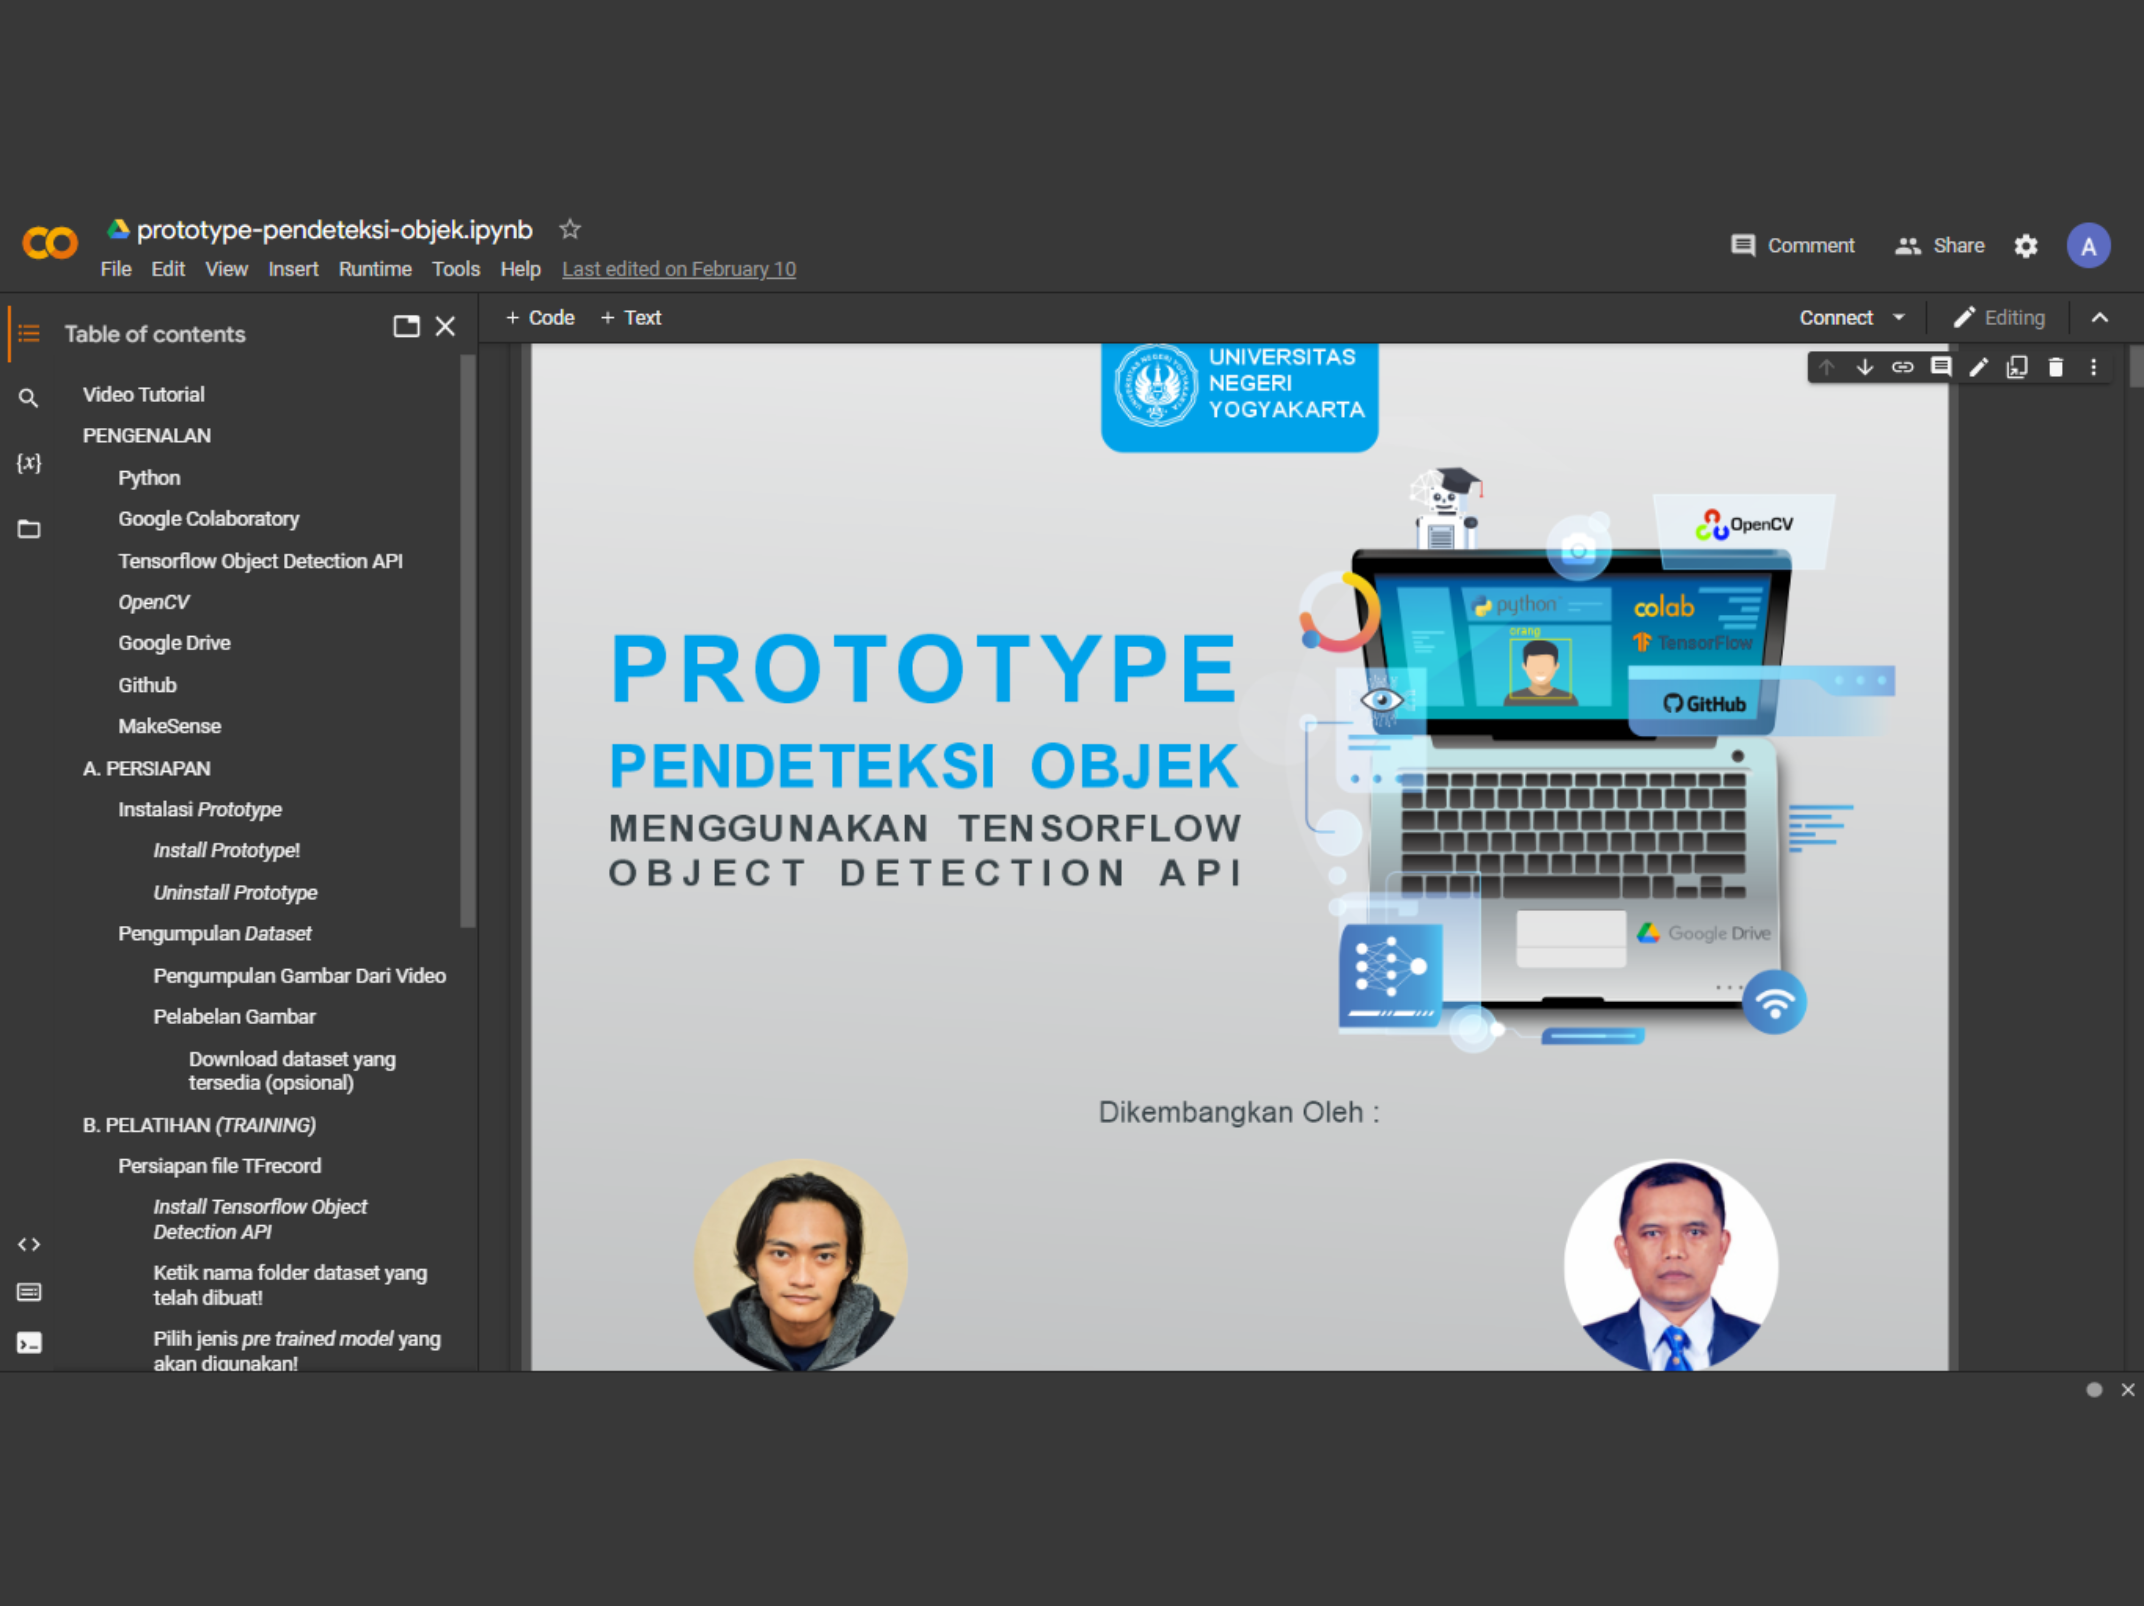 prototype-pendeteksi-objek.ipynb
File Edit View Insert Runtime Tools Help Last edited on February 10
Comment Share A
Table of contents
+ Code + Text
Connect Editing
Video Tutorial
PENGENALAN
Python
Google Colaboratory
Tensorflow Object Detection API
OpenCV
Google Drive
Github
MakeSense
A. PERSIAPAN
Instalasi Prototype
Install Prototype!
Uninstall Prototype
Pengumpulan Dataset
Pengumpulan Gambar Dari Video
Pelabelan Gambar
Download dataset yang
tersedia (opsional)
B. PELATIHAN (TRAINING)
Persiapan file TFrecord
Install Tensorflow Object
Detection API
Ketik nama folder dataset yang
telah dibuat!
Pilih jenis pre trained model yang
akan digunakan!
{x}
UNIVERSITAS
NEGERI
YOGYAKARTA
OpenCV
python
colab
orang
TensorFlow
GitHub
PROTOTYPE
PENDETEKSI OBJEK
MENGGUNAKAN TENSORFLOW
OBJECT DETECTION API
Google Drive
Dikembangkan Oleh :